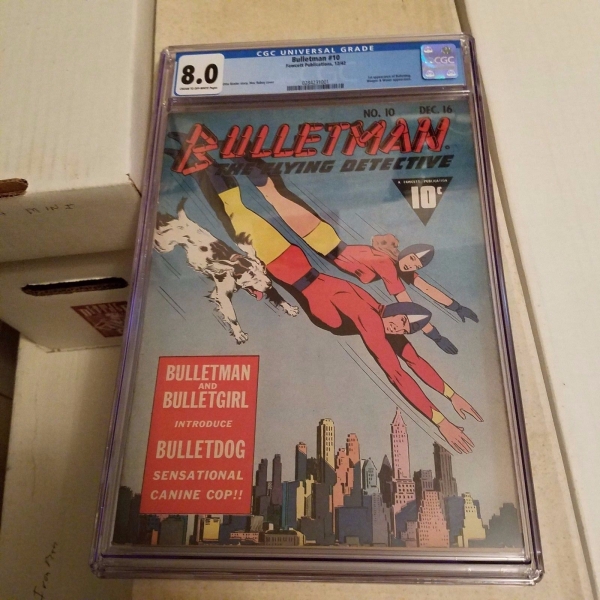 CGC UNIVERSAL GRADE
8.0
Bulletman #10
Fawcett Publications, 12/42
CGC
NO. 10 DEC. 16
BULLETMAN
THE FLYING DETECTIVE
A FAWCETT PUBLICATION
10¢
BULLETMAN
AND
BULLETGIRL
INTRODUCE
BULLETDOG
SENSATIONAL
CANINE COP!!